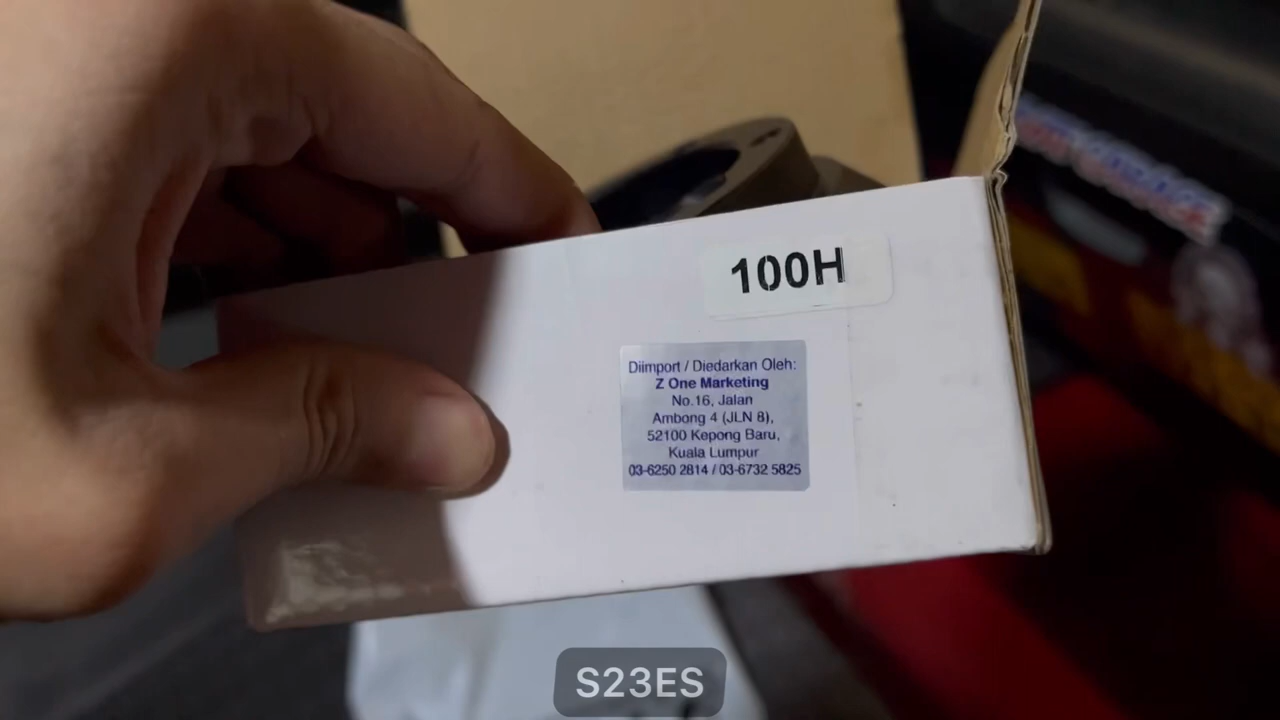 100H
Diimport / Diedarkan Oleh:
Z One Marketing
No.16, Jalan
Ambong 4 (JLN 8),
52100 Kepong Baru,
Kuala Lumpur
03-6250 2814 / 03-6732 5825
S23ES